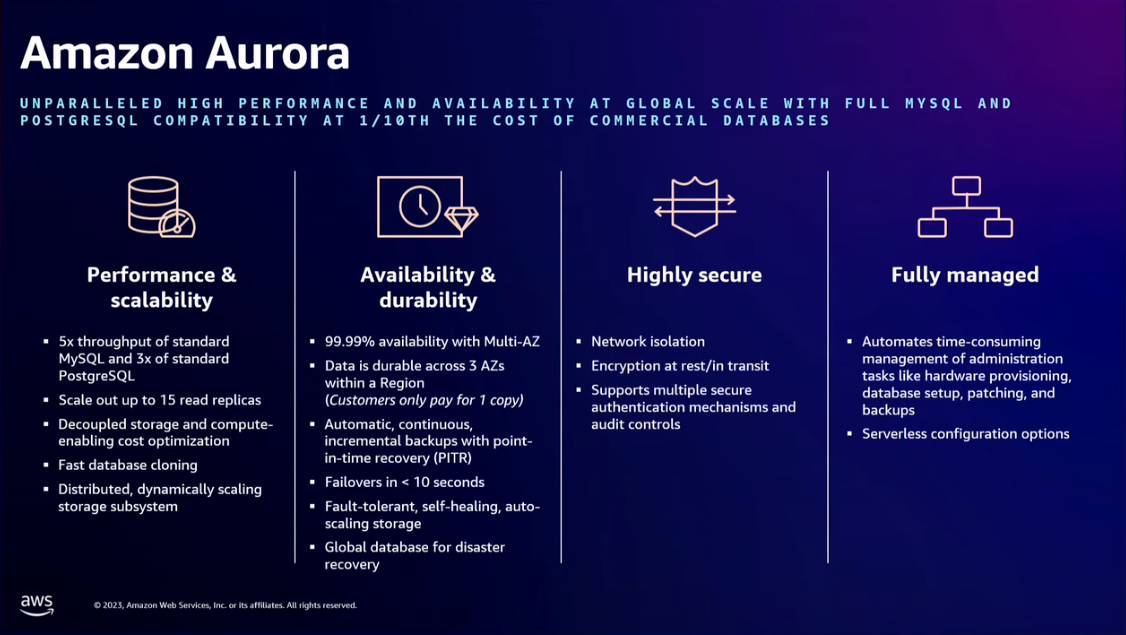 Amazon Aurora
UNPARALLELED HIGH PERFORMANCE AND AVAILABILITY AT GLOBAL SCALE WITH FULL MYSQL AND
POSTGRESQL COMPATIBILITY AT 1/10TH THE COST OF COMMERCIAL DATABASES
Performance &
scalability
▪ 5x throughput of standard
MySQL and 3x of standard
PostgreSQL
▪ Scale out up to 15 read replicas
▪ Decoupled storage and compute-
enabling cost optimization
▪ Fast database cloning
▪ Distributed, dynamically scaling
storage subsystem
Availability &
durability
▪ 99.99% availability with Multi-AZ
▪ Data is durable across 3 AZs
within a Region
(Customers only pay for 1 copy)
▪ Automatic, continuous,
incremental backups with point-
in-time recovery (PITR)
▪ Failovers in < 10 seconds
▪ Fault-tolerant, self-healing, auto-
scaling storage
▪ Global database for disaster
recovery
Highly secure
▪ Network isolation
▪ Encryption at rest/in transit
▪ Supports multiple secure
authentication mechanisms and
audit controls
Fully managed
▪ Automates time-consuming
management of administration
tasks like hardware provisioning,
database setup, patching, and
backups
▪ Serverless configuration options
aws
© 2023, Amazon Web Services, Inc. or its affiliates. All rights reserved.